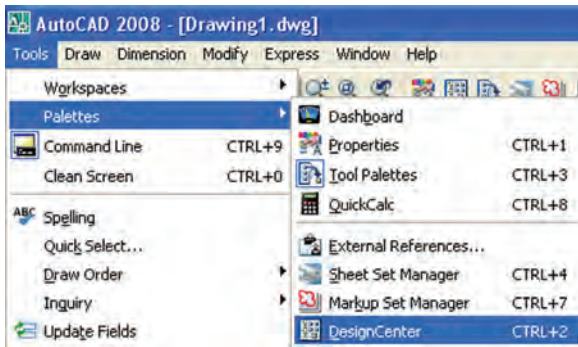 AutoCAD 2008 - [Drawing1.dwg]
Tools Draw Dimension Modify Express Window Help
Workspaces
Palettes
Command Line CTRL+9
Clean Screen CTRL+0
ABC Spelling
Quick Select...
Draw Order
Inquiry
Update Fields
Dashboard
Properties CTRL+1
Tool Palettes CTRL+3
QuickCalc CTRL+8
External References...
Sheet Set Manager CTRL+4
Markup Set Manager CTRL+7
DesignCenter CTRL+2